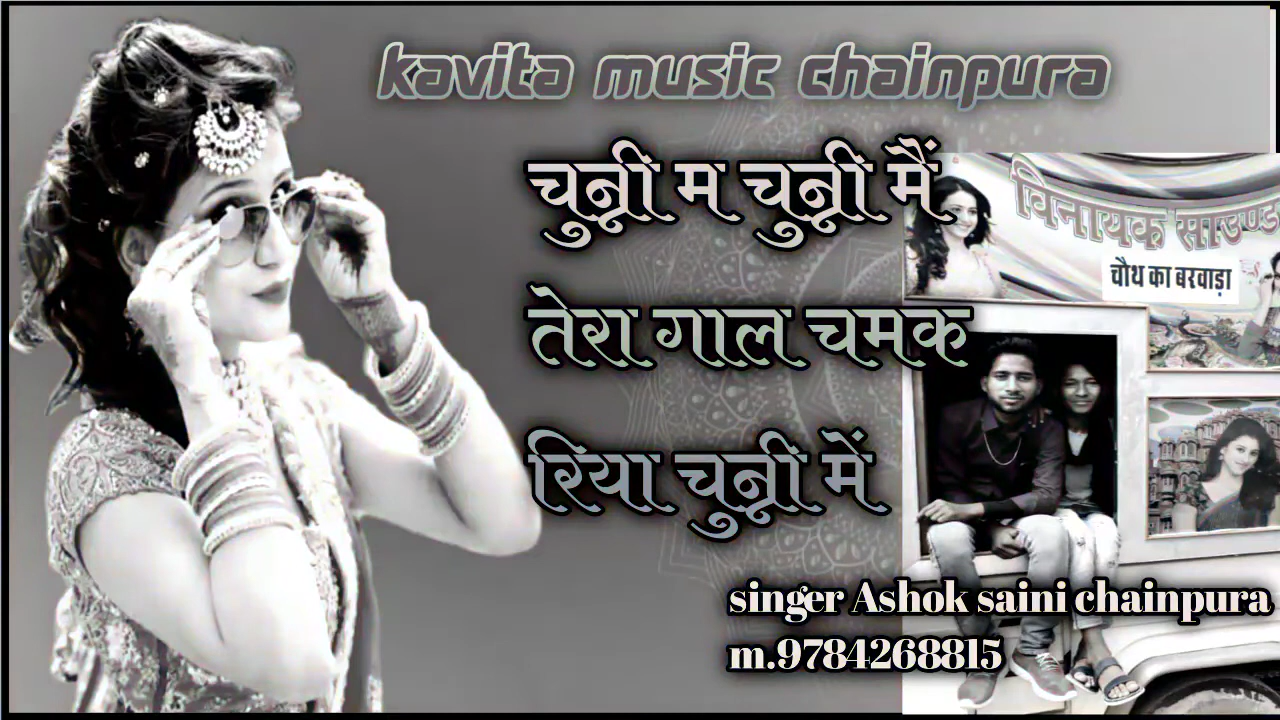 kavita music chainpura
चुन्नी म चुन्नी मैं
विनायक साउण्ड
चौथ का बरवाड़ा
तेरा गाल चमक
रिया चुन्नी में
singer Ashok saini chainpura
m.9784268815